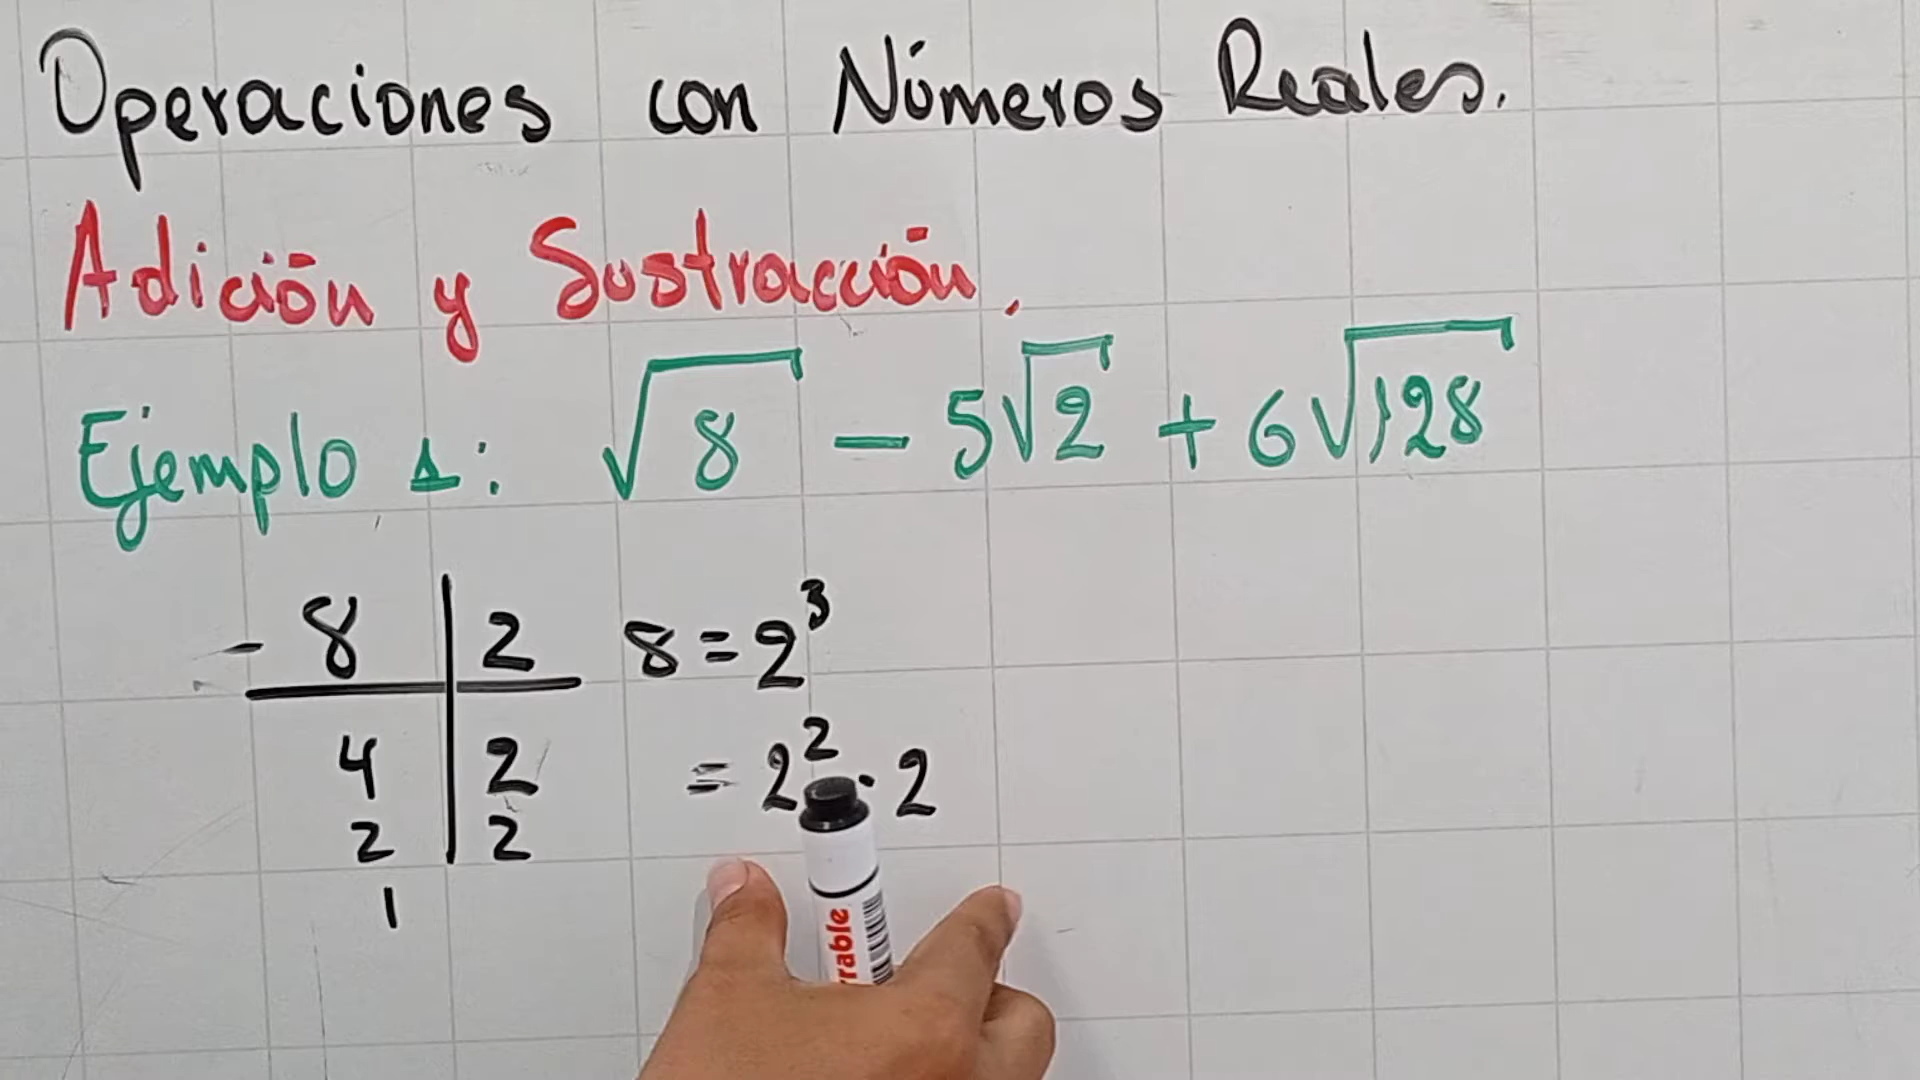 Operaciones con Números Reales.
Adición y Sustracción.
Ejemplo 1: √8 - 5√2 + 6√128
- 8 | 2 8 = 2³
4 | 2 = 2² · 2
2 | 2
1
rrable